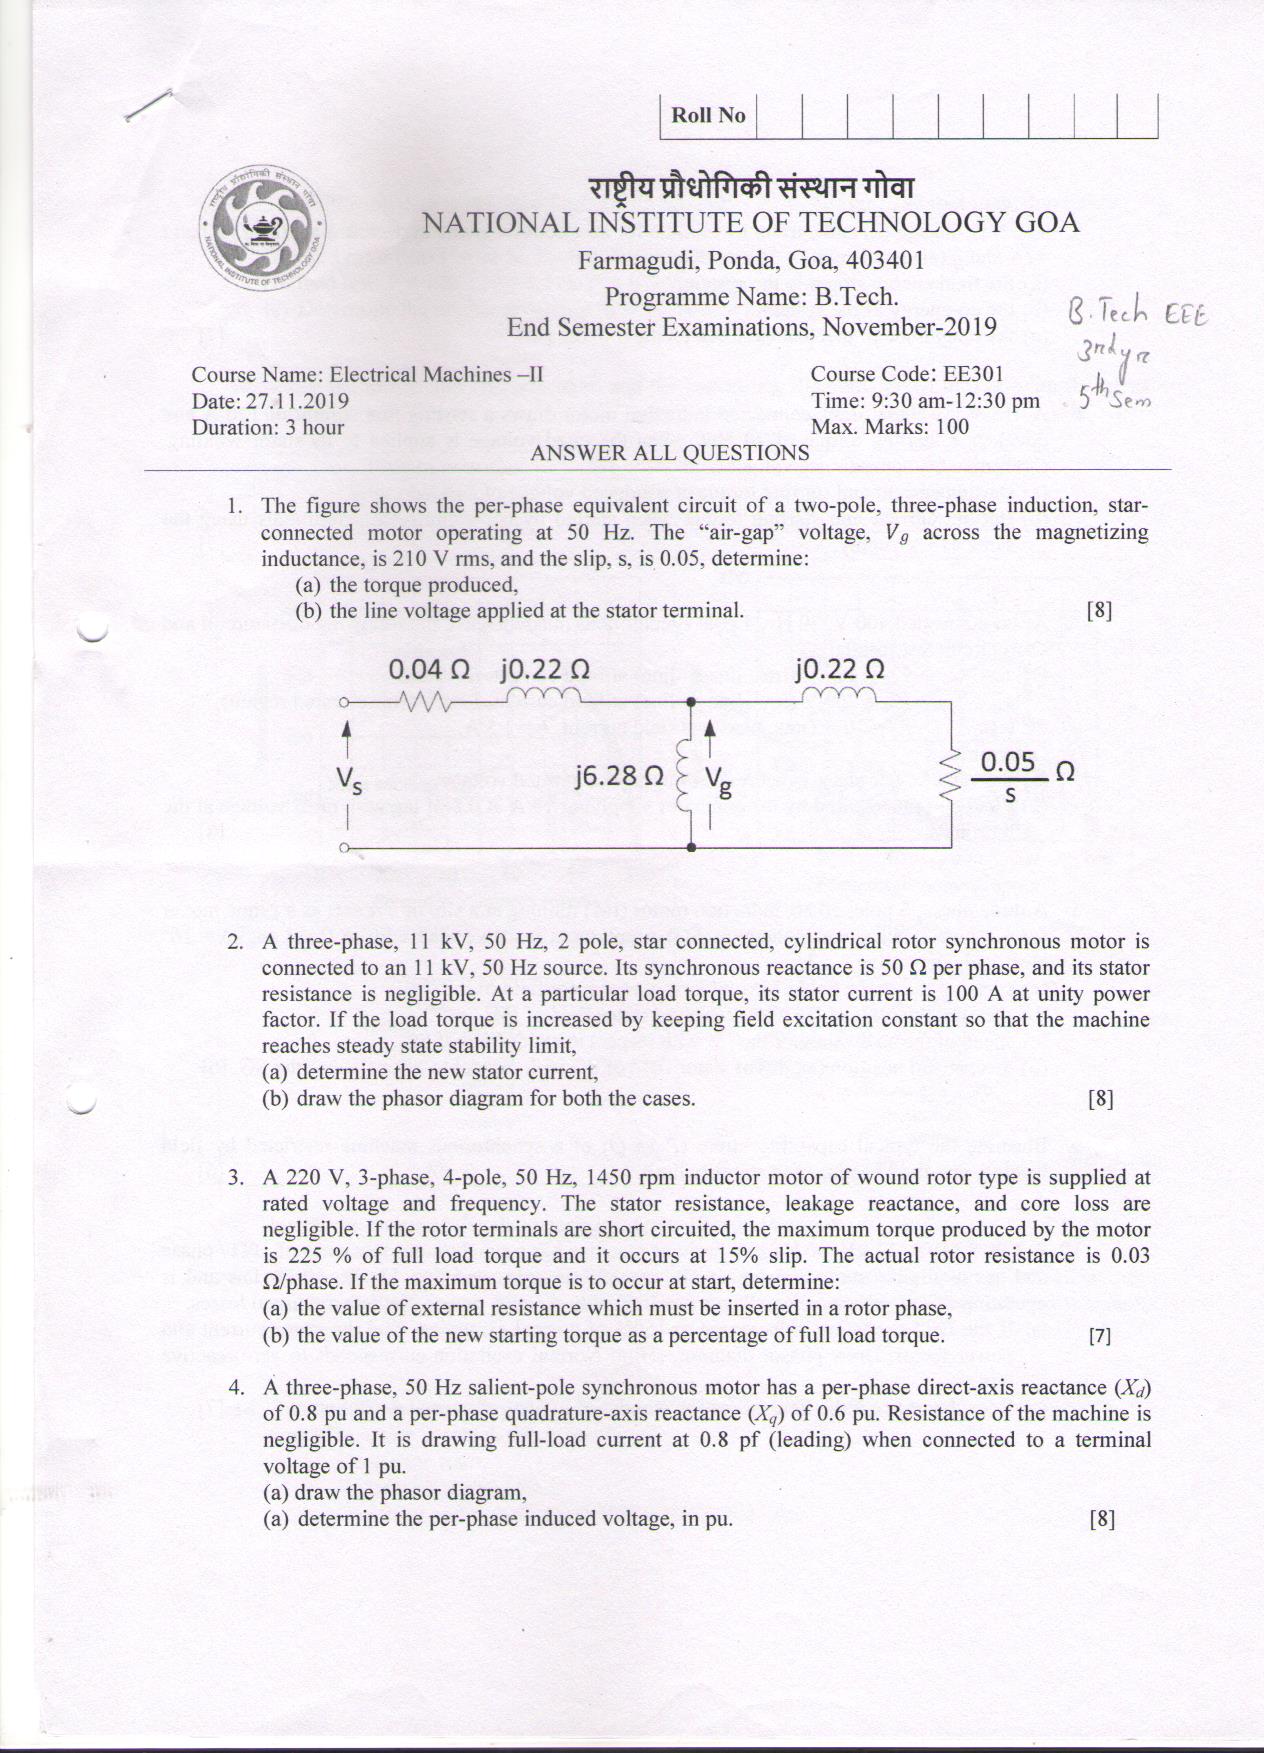 Roll No
राष्ट्रीय प्रौधोगिकी संस्थान गोवा
NATIONAL INSTITUTE OF TECHNOLOGY GOA
Farmagudi, Ponda, Goa, 403401
Programme Name: B.Tech.
End Semester Examinations, November-2019
B.Tech EEE
3rd yr
5th Sem
Course Name: Electrical Machines –II
Course Code: EE301
Date: 27.11.2019
Time: 9:30 am-12:30 pm
Duration: 3 hour
Max. Marks: 100
ANSWER ALL QUESTIONS
1. The figure shows the per-phase equivalent circuit of a two-pole, three-phase induction, star-
connected motor operating at 50 Hz. The “air-gap” voltage, Vg across the magnetizing
inductance, is 210 V rms, and the slip, s, is 0.05, determine:
(a) the torque produced,
(b) the line voltage applied at the stator terminal. [8]
0.04 Ω j0.22 Ω j0.22 Ω
Vs j6.28 Ω Vg 0.05/s Ω
2. A three-phase, 11 kV, 50 Hz, 2 pole, star connected, cylindrical rotor synchronous motor is
connected to an 11 kV, 50 Hz source. Its synchronous reactance is 50 Ω per phase, and its stator
resistance is negligible. At a particular load torque, its stator current is 100 A at unity power
factor. If the load torque is increased by keeping field excitation constant so that the machine
reaches steady state stability limit,
(a) determine the new stator current,
(b) draw the phasor diagram for both the cases. [8]
3. A 220 V, 3-phase, 4-pole, 50 Hz, 1450 rpm inductor motor of wound rotor type is supplied at
rated voltage and frequency. The stator resistance, leakage reactance, and core loss are
negligible. If the rotor terminals are short circuited, the maximum torque produced by the motor
is 225 % of full load torque and it occurs at 15% slip. The actual rotor resistance is 0.03
Ω/phase. If the maximum torque is to occur at start, determine:
(a) the value of external resistance which must be inserted in a rotor phase,
(b) the value of the new starting torque as a percentage of full load torque. [7]
4. A three-phase, 50 Hz salient-pole synchronous motor has a per-phase direct-axis reactance (Xd)
of 0.8 pu and a per-phase quadrature-axis reactance (Xq) of 0.6 pu. Resistance of the machine is
negligible. It is drawing full-load current at 0.8 pf (leading) when connected to a terminal
voltage of 1 pu.
(a) draw the phasor diagram,
(a) determine the per-phase induced voltage, in pu. [8]